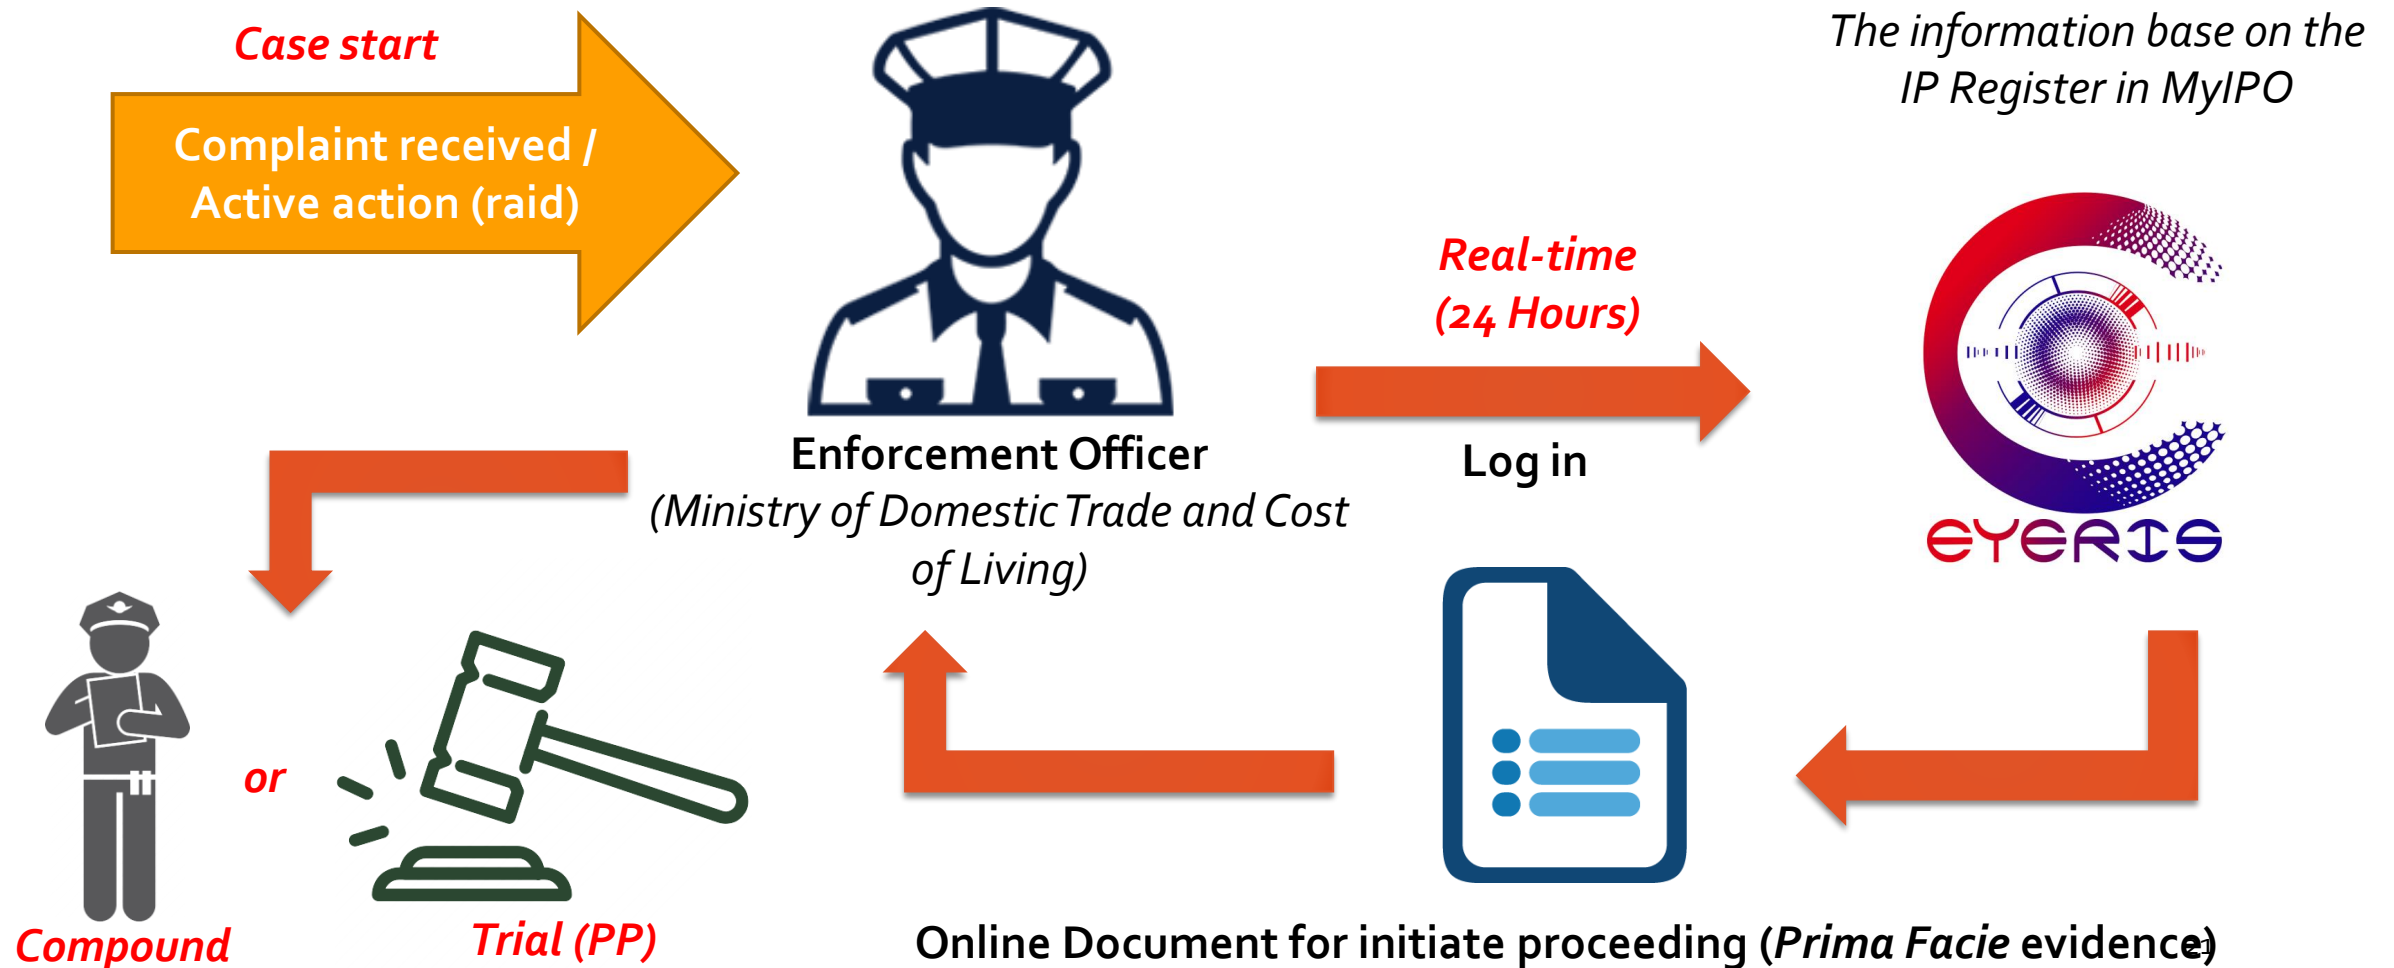 Case start
Complaint received /
Active action (raid)
The information base on the
IP Register in MyIPO
Real-time
(24 Hours)
Log in
EYERIS
Enforcement Officer
(Ministry of Domestic Trade and Cost
of Living)
or
Compound
Trial (PP)
Online Document for initiate proceeding (Prima Facie evidence)
21